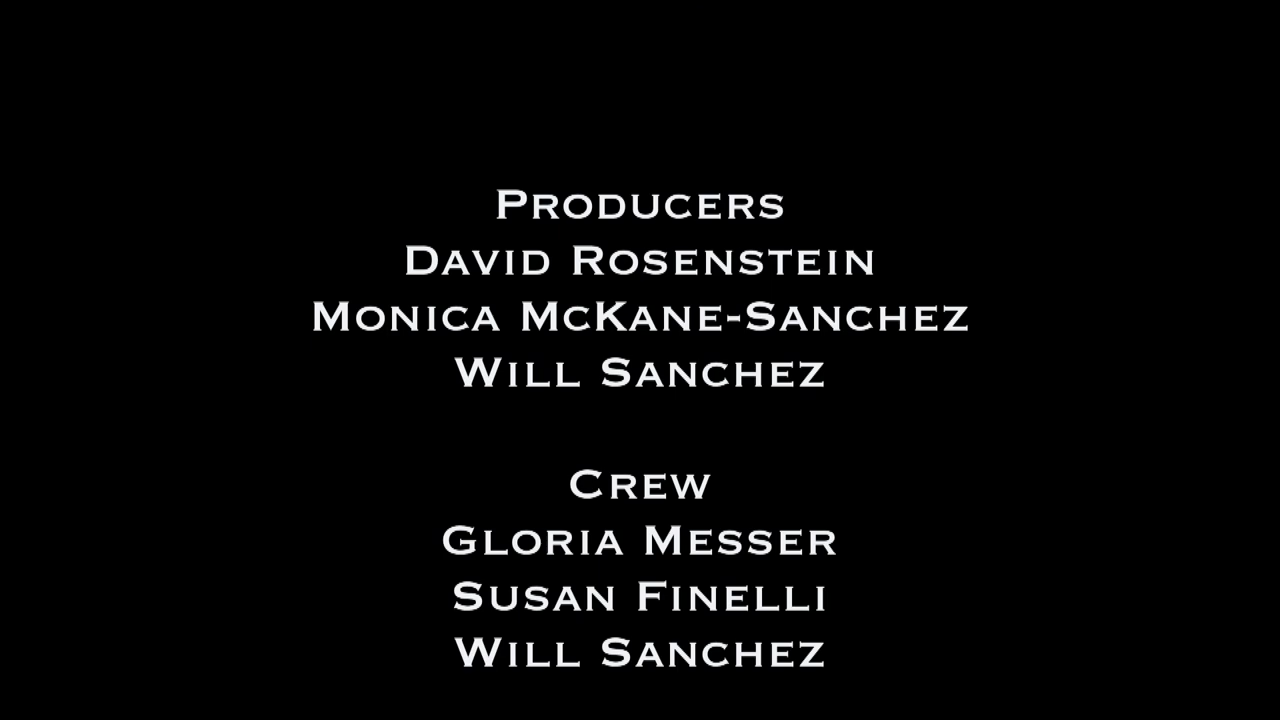 Producers
David Rosenstein
Monica McKane-Sanchez
Will Sanchez
Crew
Gloria Messer
Susan Finelli
Will Sanchez